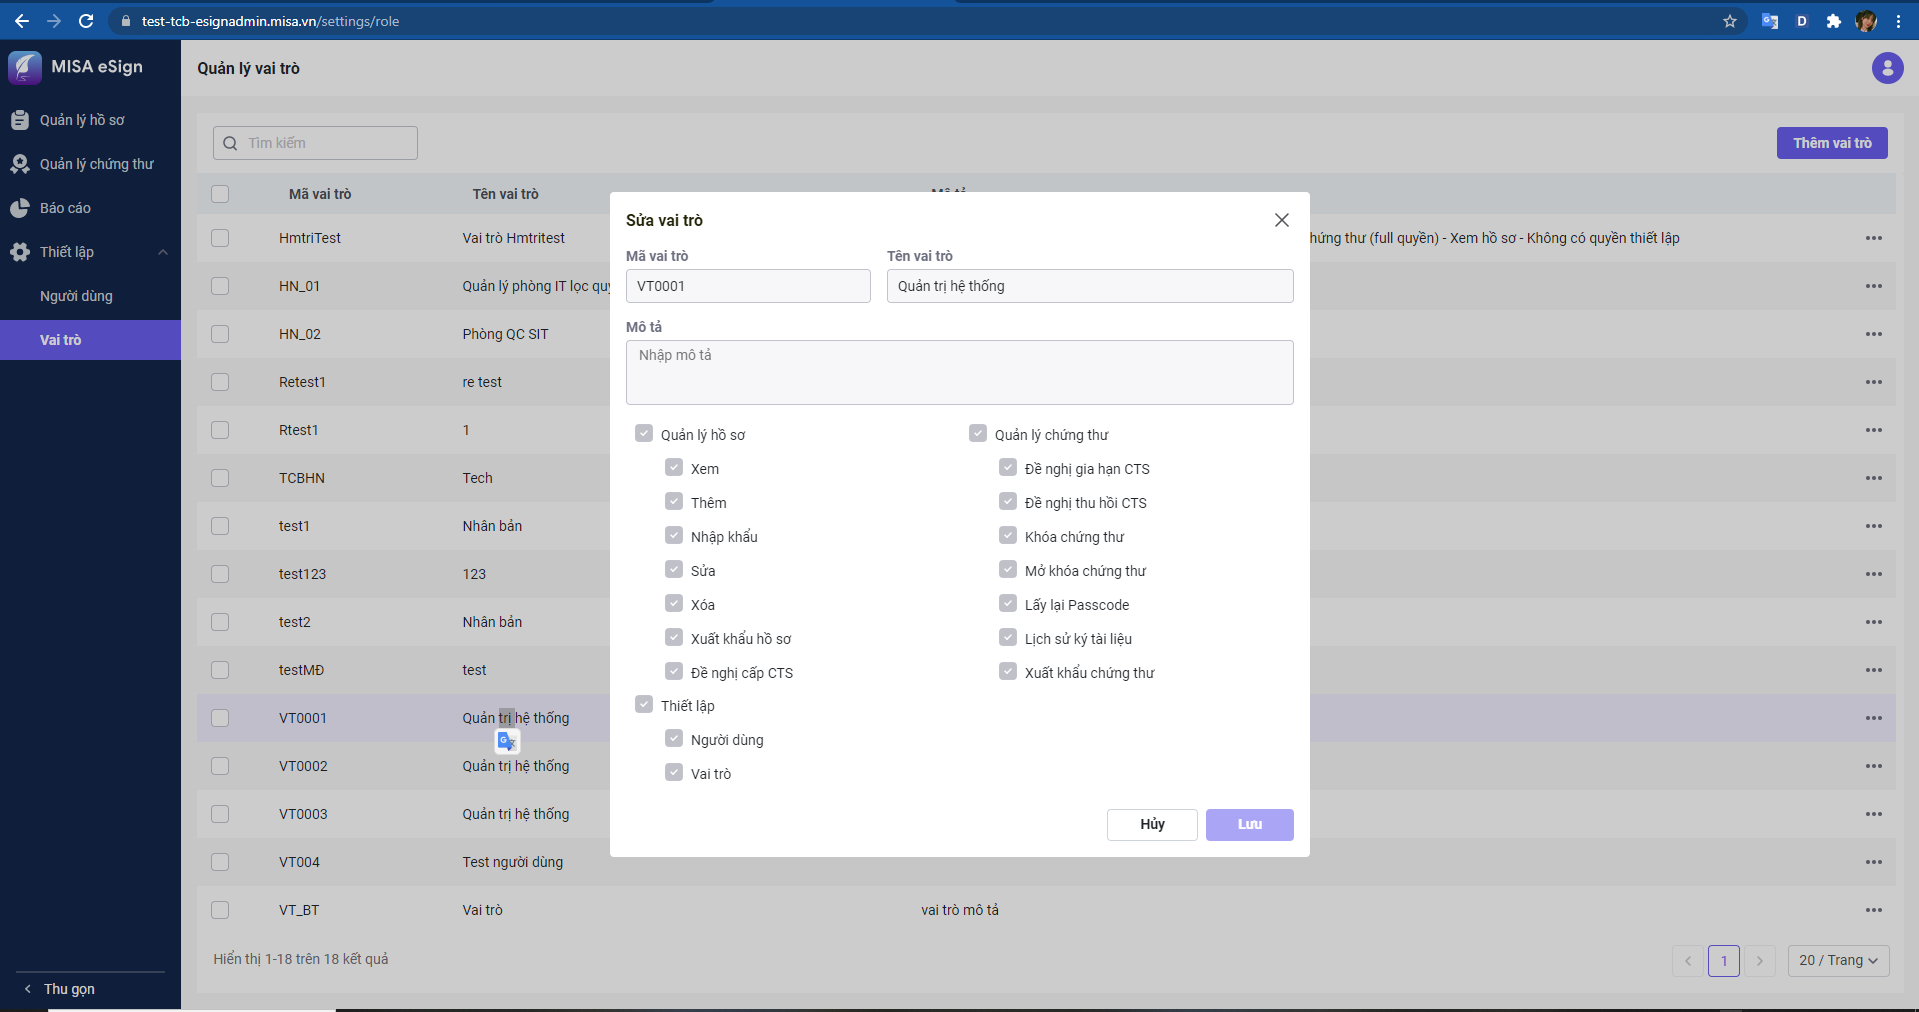 test-tcb-esignadmin.misa.vn/settings/role
MISA eSign
Quản lý hồ sơ
Quản lý chứng thư
Báo cáo
Thiết lập
Người dùng
Vai trò
Thu gọn
Quản lý vai trò
Tìm kiếm
Thêm vai trò
Mã vai trò Tên vai trò
HmtriTest Vai trò Hmtritest hứng thư (full quyền) - Xem hồ sơ - Không có quyền thiết lập
HN_01 Quản lý phòng IT lọc quy
HN_02 Phòng QC SIT
Retest1 re test
Rtest1 1
TCBHN Tech
test1 Nhân bản
test123 123
test2 Nhân bản
testMĐ test
VT0001 Quản trị hệ thống
VT0002 Quản trị hệ thống
VT0003 Quản trị hệ thống
VT004 Test người dùng
VT_BT Vai trò vai trò mô tả
Hiển thị 1-18 trên 18 kết quả
1
20 / Trang
Sửa vai trò
Mã vai trò Tên vai trò
VT0001 Quản trị hệ thống
Mô tả
Nhập mô tả
Quản lý hồ sơ
Xem
Thêm
Nhập khẩu
Sửa
Xóa
Xuất khẩu hồ sơ
Đề nghị cấp CTS
Thiết lập
Người dùng
Vai trò
Quản lý chứng thư
Đề nghị gia hạn CTS
Đề nghị thu hồi CTS
Khóa chứng thư
Mở khóa chứng thư
Lấy lại Passcode
Lịch sử ký tài liệu
Xuất khẩu chứng thư
Hủy Lưu